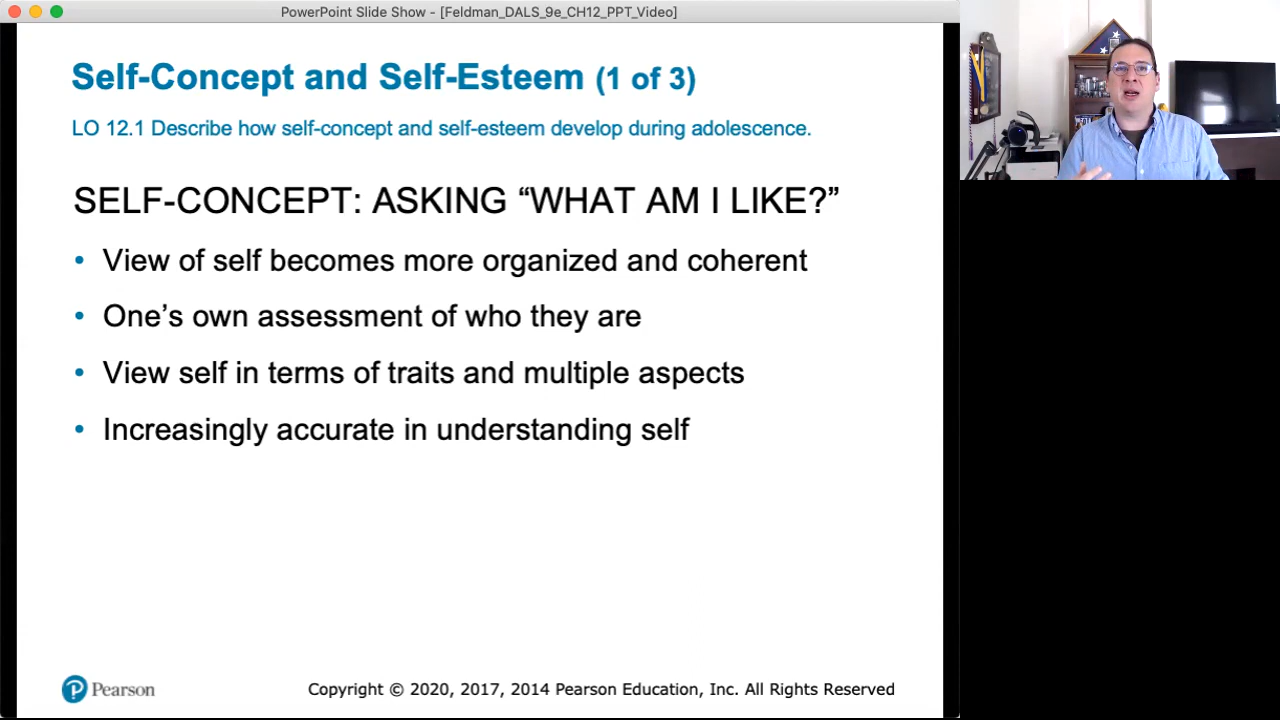 PowerPoint Slide Show - [Feldman_DALS_9e_CH12_PPT_Video]
Self-Concept and Self-Esteem (1 of 3)
LO 12.1 Describe how self-concept and self-esteem develop during adolescence.
SELF-CONCEPT: ASKING “WHAT AM I LIKE?”
• View of self becomes more organized and coherent
• One’s own assessment of who they are
• View self in terms of traits and multiple aspects
• Increasingly accurate in understanding self
P Pearson
Copyright © 2020, 2017, 2014 Pearson Education, Inc. All Rights Reserved